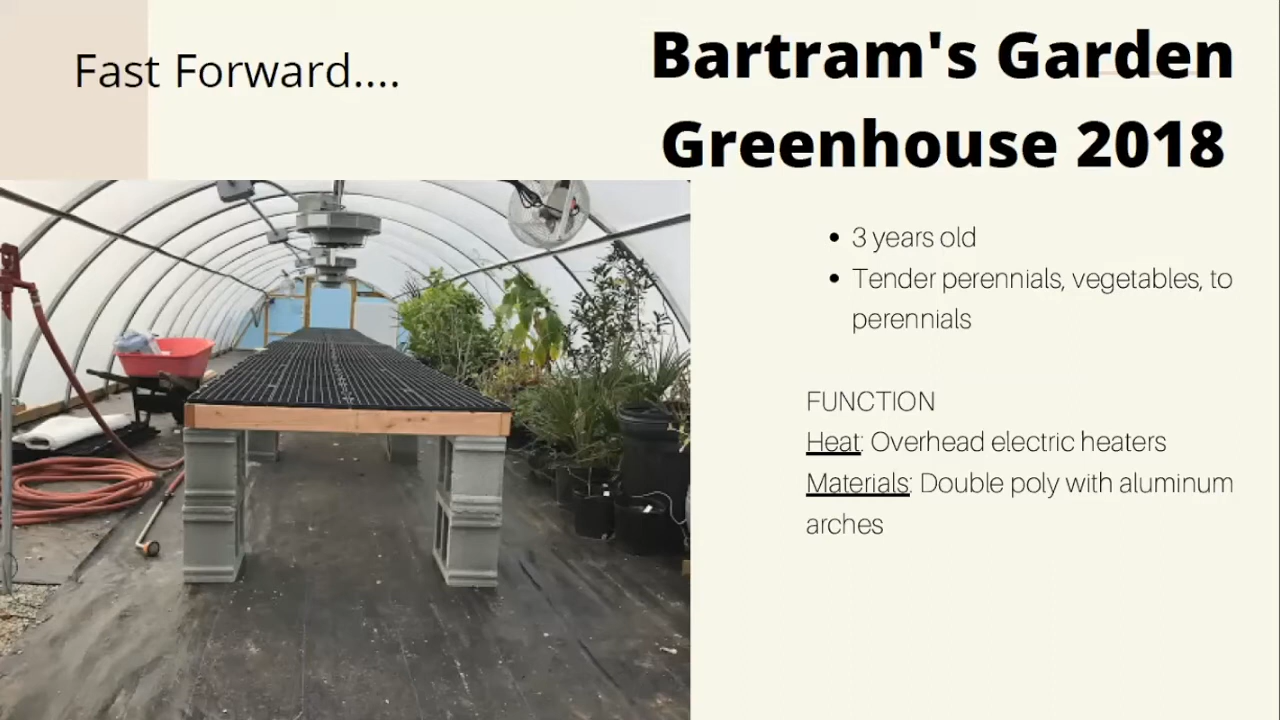 Fast Forward....
Bartram's Garden
Greenhouse 2018
• 3 years old
• Tender perennials, vegetables, to
perennials
FUNCTION
Heat: Overhead electric heaters
Materials: Double poly with aluminum
arches